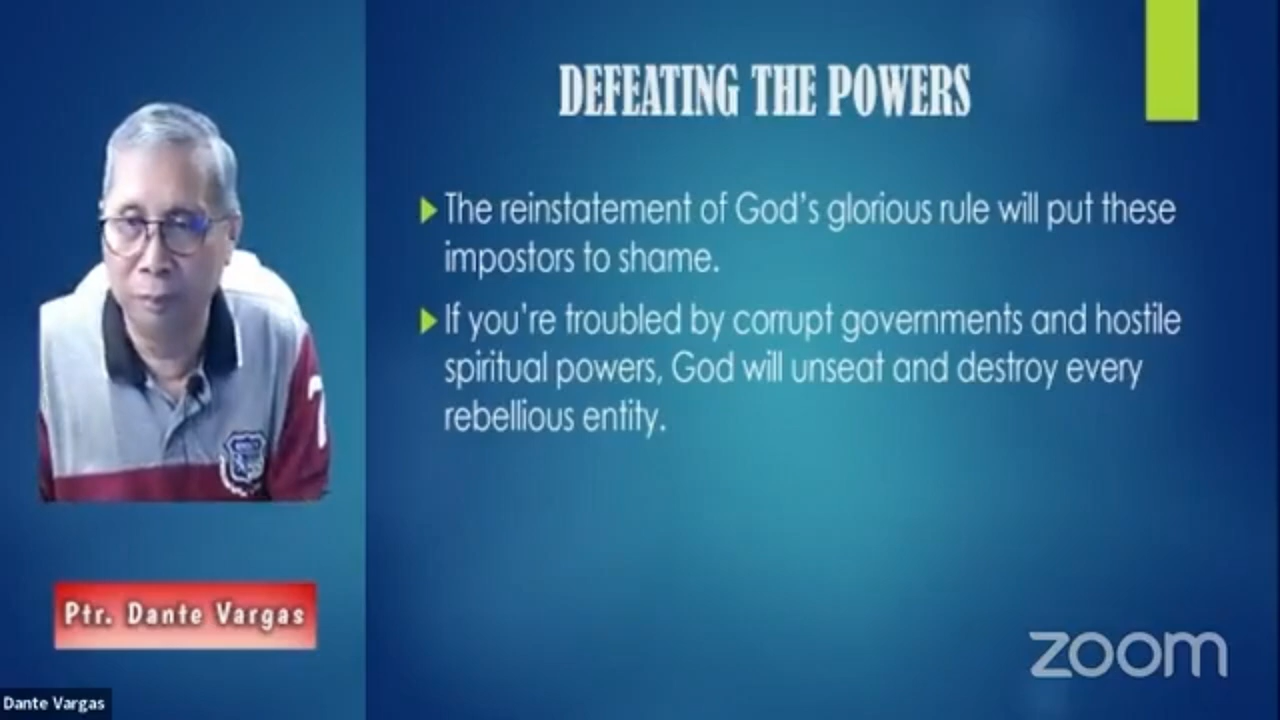 DEFEATING THE POWERS
The reinstatement of God's glorious rule will put these
impostors to shame.
If you're troubled by corrupt governments and hostile
spiritual powers, God will unseat and destroy every
rebellious entity.
Ptr. Dante Vargas
Dante Vargas
zoom